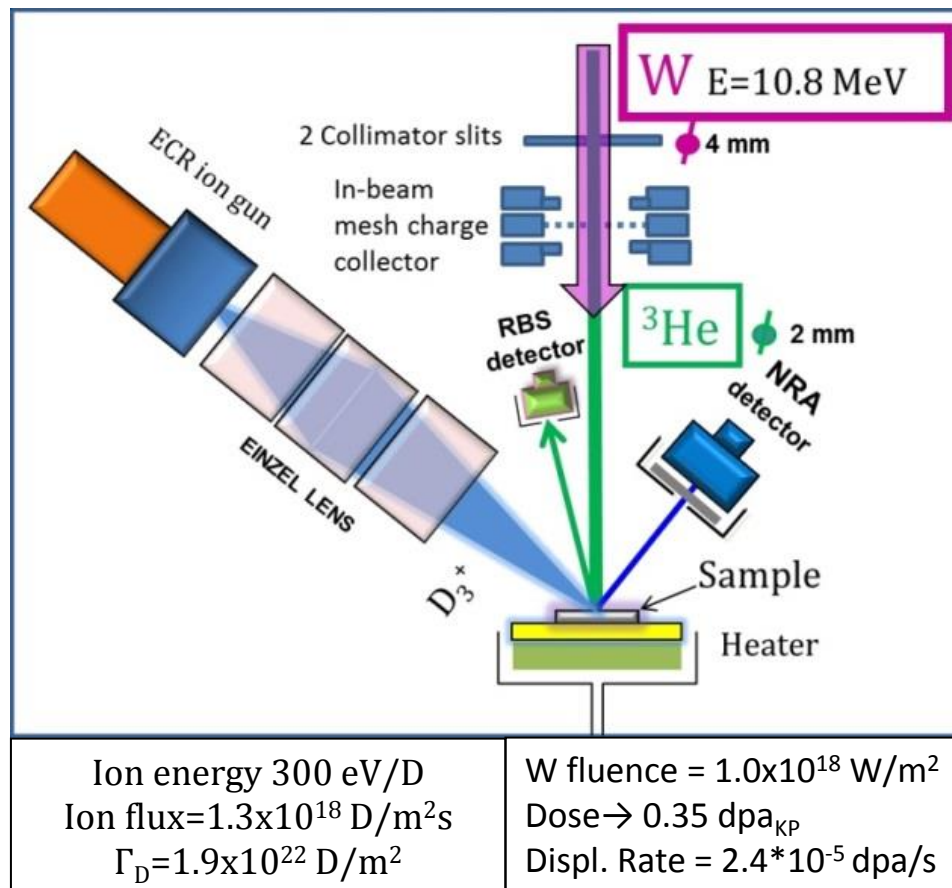 W E=10.8 MeV
2 Collimator slits
4 mm
ECR ion gun
In-beam
mesh charge
collector
³He
2 mm
RBS
detector
NRA
detector
EINZEL LENS
D₃⁺
Sample
Heater
Ion energy 300 eV/D
Ion flux=1.3x10¹⁸ D/m²s
Γ_D=1.9x10²² D/m²
W fluence = 1.0x10¹⁸ W/m²
Dose→ 0.35 dpa_KP
Displ. Rate = 2.4*10⁻⁵ dpa/s